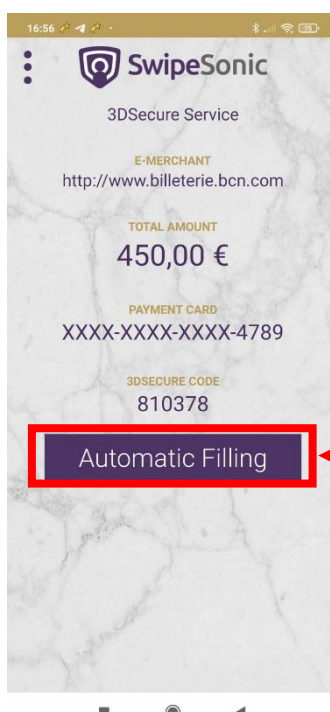 16:56
35
SwipeSonic
3DSecure Service
E-MERCHANT
http://www.billeterie.bcn.com
TOTAL AMOUNT
450,00 €
PAYMENT CARD
XXXX-XXXX-XXXX-4789
3DSECURE CODE
810378
Automatic Filling